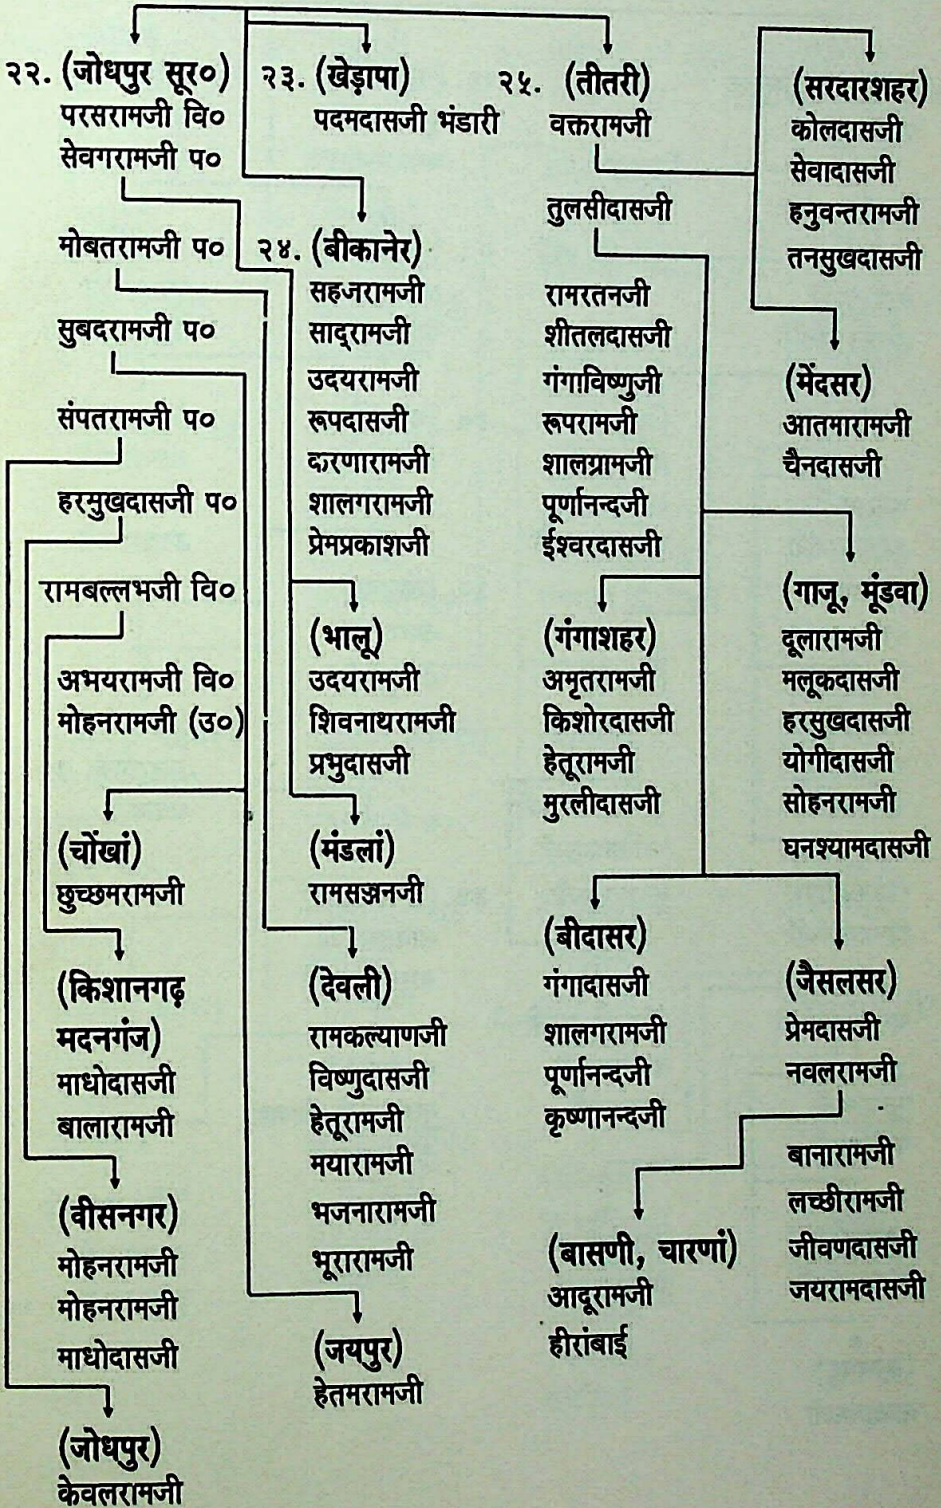 २२. (जोधपुर सूर०)
परसरामजी वि०
सेवगरामजी प०
मोबतरामजी प०
सुबदरामजी प०
संपतरामजी प०
हरमुखदासजी प०
रामबल्लभजी वि०
अभयरामजी वि०
मोहनरामजी (उ०)
(चोंखां)
छुच्छमरामजी
(किशानगढ़
मदनगंज)
माधोदासजी
बालारामजी
(वीसनगर)
मोहनरामजी
मोहनरामजी
माधोदासजी
(जोधपुर)
केवलरामजी
२३. (खेड़ापा)
पदमदासजी भंडारी
२४. (बीकानेर)
सहजरामजी
सादूरामजी
उदयरामजी
रूपदासजी
करणारामजी
शालगरामजी
प्रेमप्रकाशजी
(भालू)
उदयरामजी
शिवनाथरामजी
प्रभुदासजी
(मंडलां)
रामसज्जनजी
(देवली)
रामकल्याणजी
विष्णुदासजी
हेतूरामजी
मयारामजी
भजनारामजी
भूरारामजी
(जयपुर)
हेतमरामजी
२५. (तीतरी)
वक्तरामजी
तुलसीदासजी
रामरतनजी
शीतलदासजी
गंगाविष्णुजी
रूपरामजी
शालग्रामजी
पूर्णानन्दजी
ईश्वरदासजी
(गंगाशहर)
अमृतरामजी
किशोरदासजी
हेतूरामजी
मुरलीदासजी
(बीदासर)
गंगादासजी
शालगरामजी
पूर्णानन्दजी
कृष्णानन्दजी
(बासणी, चारणां)
आदूरामजी
हीरांबाई
(सरदारशहर)
कोलदासजी
सेवादासजी
हनुवन्तरामजी
तनसुखदासजी
(मेंदसर)
आतमारामजी
चैनदासजी
(गाजू, मूंडवा)
दूलारामजी
मलूकदासजी
हरसुखदासजी
योगीदासजी
सोहनरामजी
घनश्यामदासजी
(जैसलसर)
प्रेमदासजी
नवलरामजी
बानारामजी
लच्छीरामजी
जीवणदासजी
जयरामदासजी